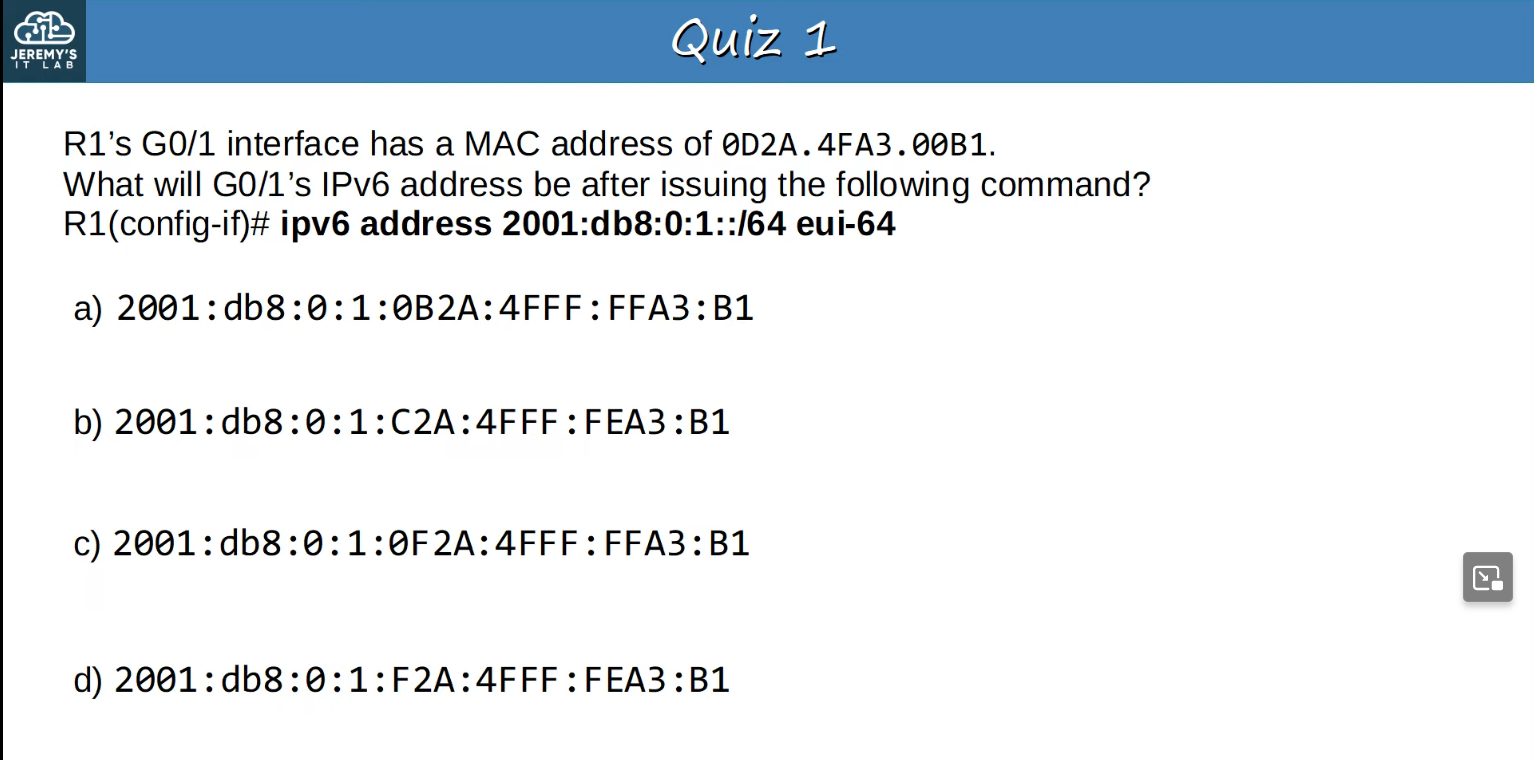 JEREMY'S
IT LAB
Quiz 1
R1’s G0/1 interface has a MAC address of 0D2A.4FA3.00B1.
What will G0/1’s IPv6 address be after issuing the following command?
R1(config-if)# ipv6 address 2001:db8:0:1::/64 eui-64
a) 2001:db8:0:1:0B2A:4FFF:FFA3:B1
b) 2001:db8:0:1:C2A:4FFF:FEA3:B1
c) 2001:db8:0:1:0F2A:4FFF:FFA3:B1
d) 2001:db8:0:1:F2A:4FFF:FEA3:B1